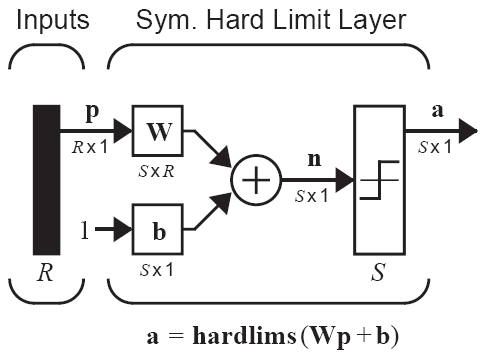 Inputs
Sym. Hard Limit Layer
p
R x 1
W
S x R
1
b
S x 1
n
S x 1
a
S x 1
R
S
a = hardlims(Wp + b)